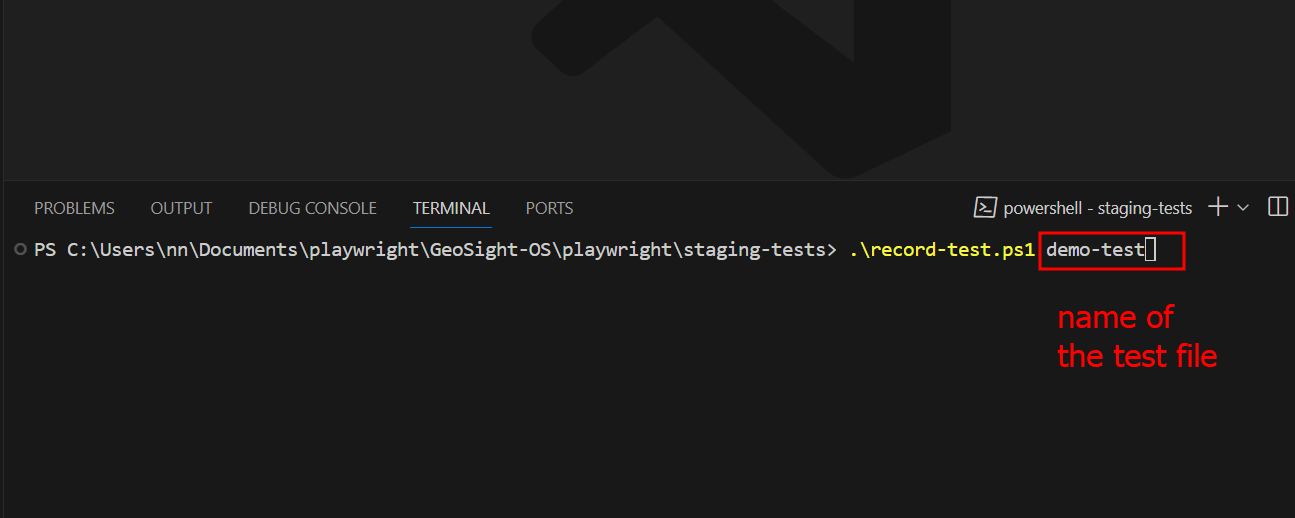 PROBLEMS OUTPUT DEBUG CONSOLE TERMINAL PORTS powershell - staging-tests
PS C:\Users\nn\Documents\playwright\GeoSight-OS\playwright\staging-tests> .\record-test.ps1 demo-test
name of
the test file